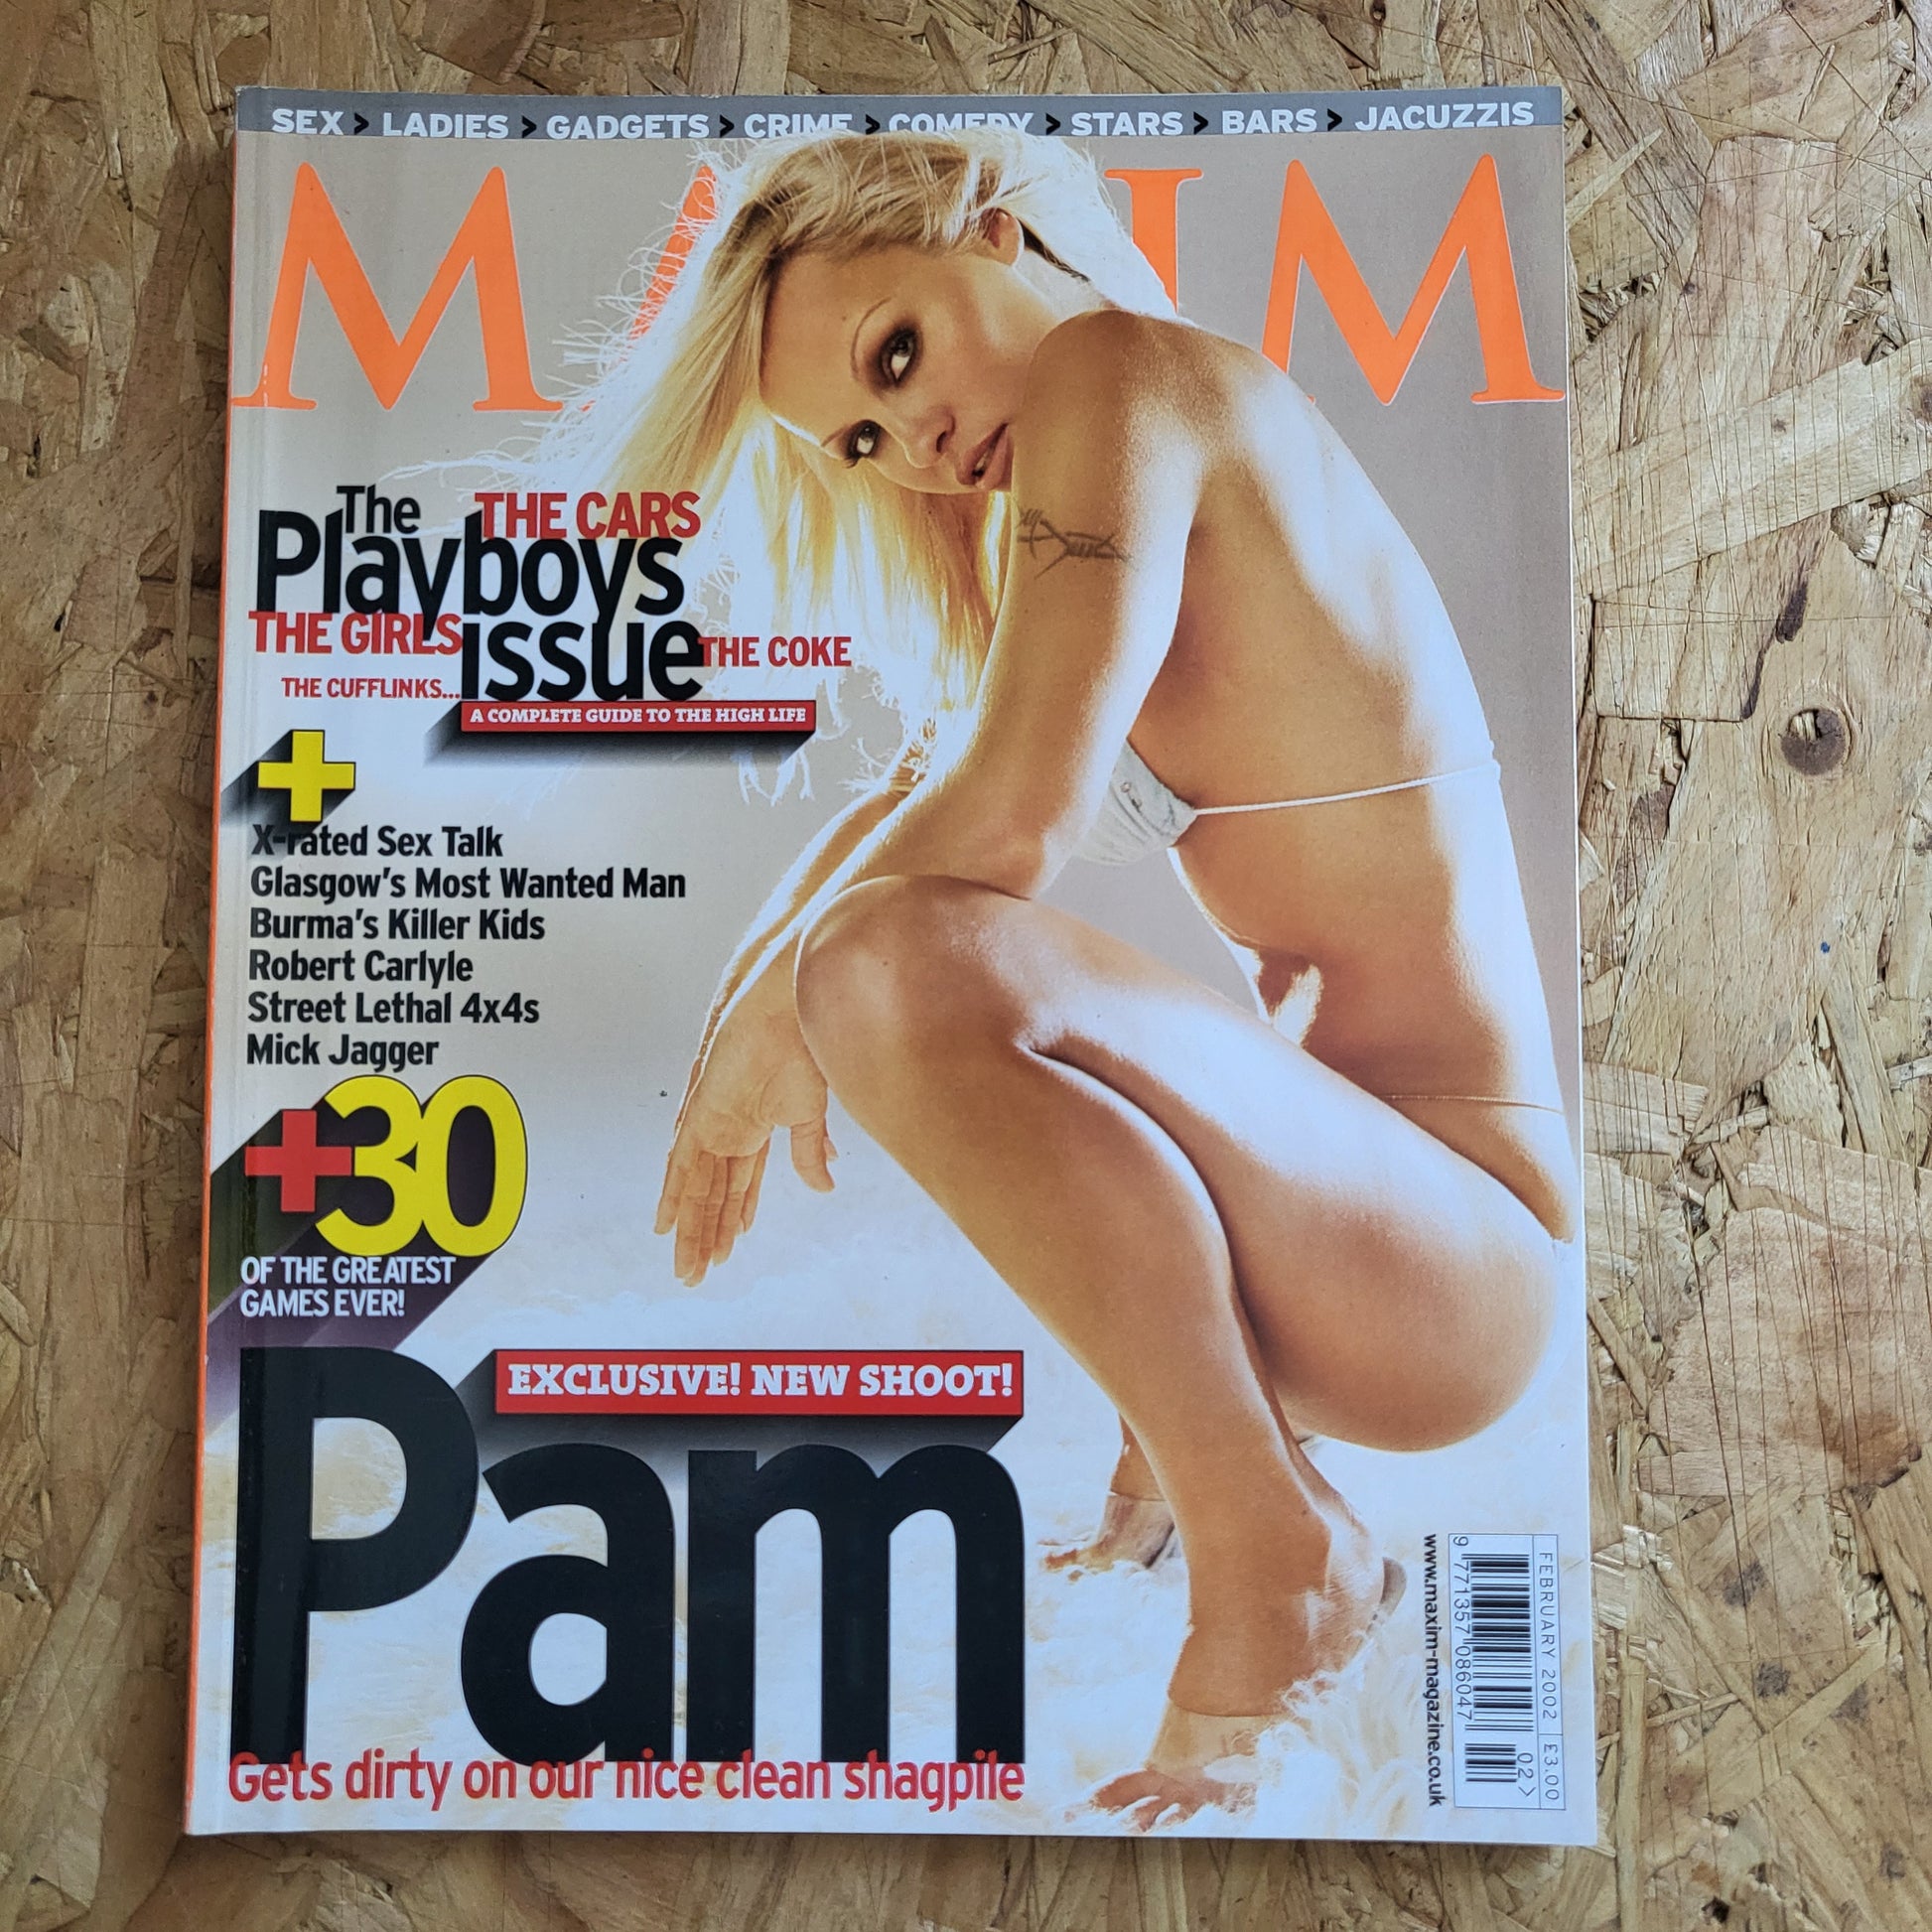 SEX > LADIES > GADGETS > CRIME > COMEDY > STARS > BARS > JACUZZIS
MAXIM
The
THE CARS
Playboys
THE GIRLS
issue
THE COKE
THE CUFFLINKS...
A COMPLETE GUIDE TO THE HIGH LIFE
+
X-rated Sex Talk
Glasgow's Most Wanted Man
Burma's Killer Kids
Robert Carlyle
Street Lethal 4x4s
Mick Jagger
+30
OF THE GREATEST
GAMES EVER!
EXCLUSIVE! NEW SHOOT!
Pam
Gets dirty on our nice clean shagpile
www.maxim-magazine.co.uk
9 771357 086047
02 >
FEBRUARY 2002 £3.00